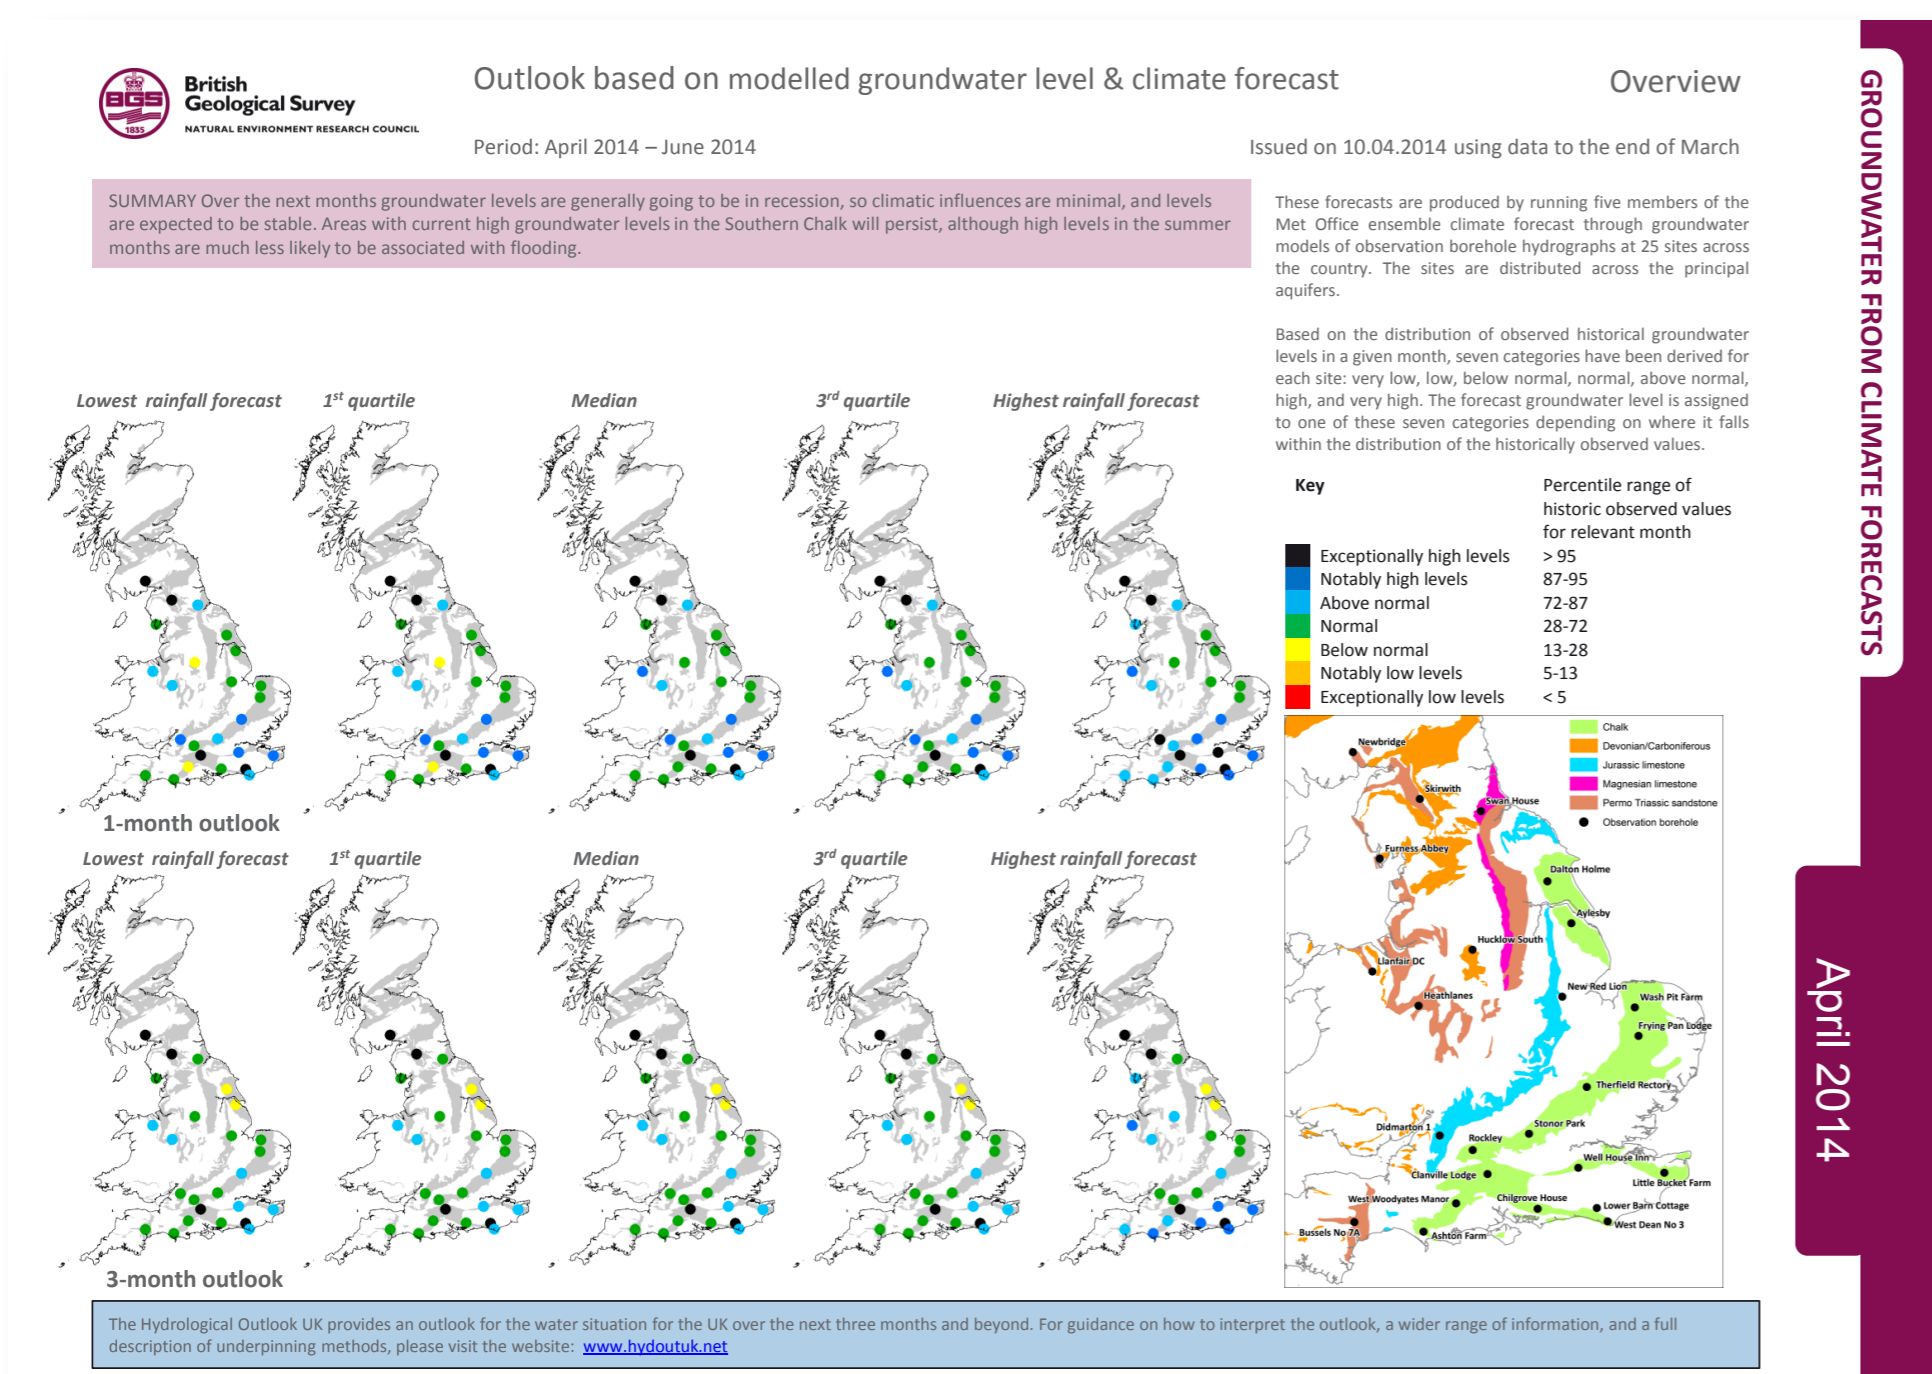 BGS
1835
British
Geological Survey
NATURAL ENVIRONMENT RESEARCH COUNCIL
Outlook based on modelled groundwater level & climate forecast
Overview
Period: April 2014 – June 2014
Issued on 10.04.2014 using data to the end of March
SUMMARY Over the next months groundwater levels are generally going to be in recession, so climatic influences are minimal, and levels
are expected to be stable. Areas with current high groundwater levels in the Southern Chalk will persist, although high levels in the summer
months are much less likely to be associated with flooding.
These forecasts are produced by running five members of the
Met Office ensemble climate forecast through groundwater
models of observation borehole hydrographs at 25 sites across
the country. The sites are distributed across the principal
aquifers.
Based on the distribution of observed historical groundwater
levels in a given month, seven categories have been derived for
each site: very low, low, below normal, normal, above normal,
high, and very high. The forecast groundwater level is assigned
to one of these seven categories depending on where it falls
within the distribution of the historically observed values.
Lowest rainfall forecast
1st quartile
Median
3rd quartile
Highest rainfall forecast
1-month outlook
Lowest rainfall forecast
1st quartile
Median
3rd quartile
Highest rainfall forecast
3-month outlook
Key
Percentile range of
historic observed values
for relevant month
Exceptionally high levels > 95
Notably high levels 87-95
Above normal 72-87
Normal 28-72
Below normal 13-28
Notably low levels 5-13
Exceptionally low levels < 5
Chalk
Devonian/Carboniferous
Jurassic limestone
Magnesian limestone
Permo Triassic sandstone
Observation borehole
Newbridge
Skirwith
Swan House
Furness Abbey
Dalton Holme
Aylesby
Hucklow South
Llanfair DC
New Red Lion
Wash Pit Farm
Heathlanes
Frying Pan Lodge
Therfield Rectory
Didmarton 1
Stonor Park
Rockley
Well House Inn
Clanville Lodge
Little Bucket Farm
West Woodyates Manor
Chilgrove House
Lower Barn Cottage
West Dean No 3
Bussels No 7A
Ashton Farm
The Hydrological Outlook UK provides an outlook for the water situation for the UK over the next three months and beyond. For guidance on how to interpret the outlook, a wider range of information, and a full
description of underpinning methods, please visit the website: www.hydoutuk.net
GROUNDWATER FROM CLIMATE FORECASTS
April 2014